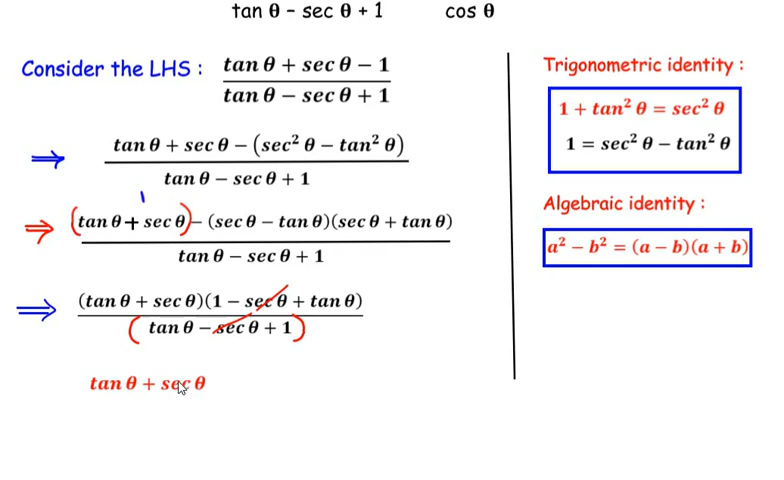 tan θ - sec θ + 1 cos θ
Consider the LHS : tan θ + sec θ − 1
tan θ − sec θ + 1
⇒ tan θ + sec θ − (sec² θ − tan² θ)
tan θ − sec θ + 1
1
⇒ (tan θ + sec θ) − (sec θ − tan θ)(sec θ + tan θ)
tan θ − sec θ + 1
⇒ (tan θ + sec θ)(1 − sec θ + tan θ)
( tan θ − sec θ + 1 )
tan θ + sec θ
Trigonometric identity :
1 + tan² θ = sec² θ
1 = sec² θ − tan² θ
Algebraic identity :
a² − b² = (a − b)(a + b)